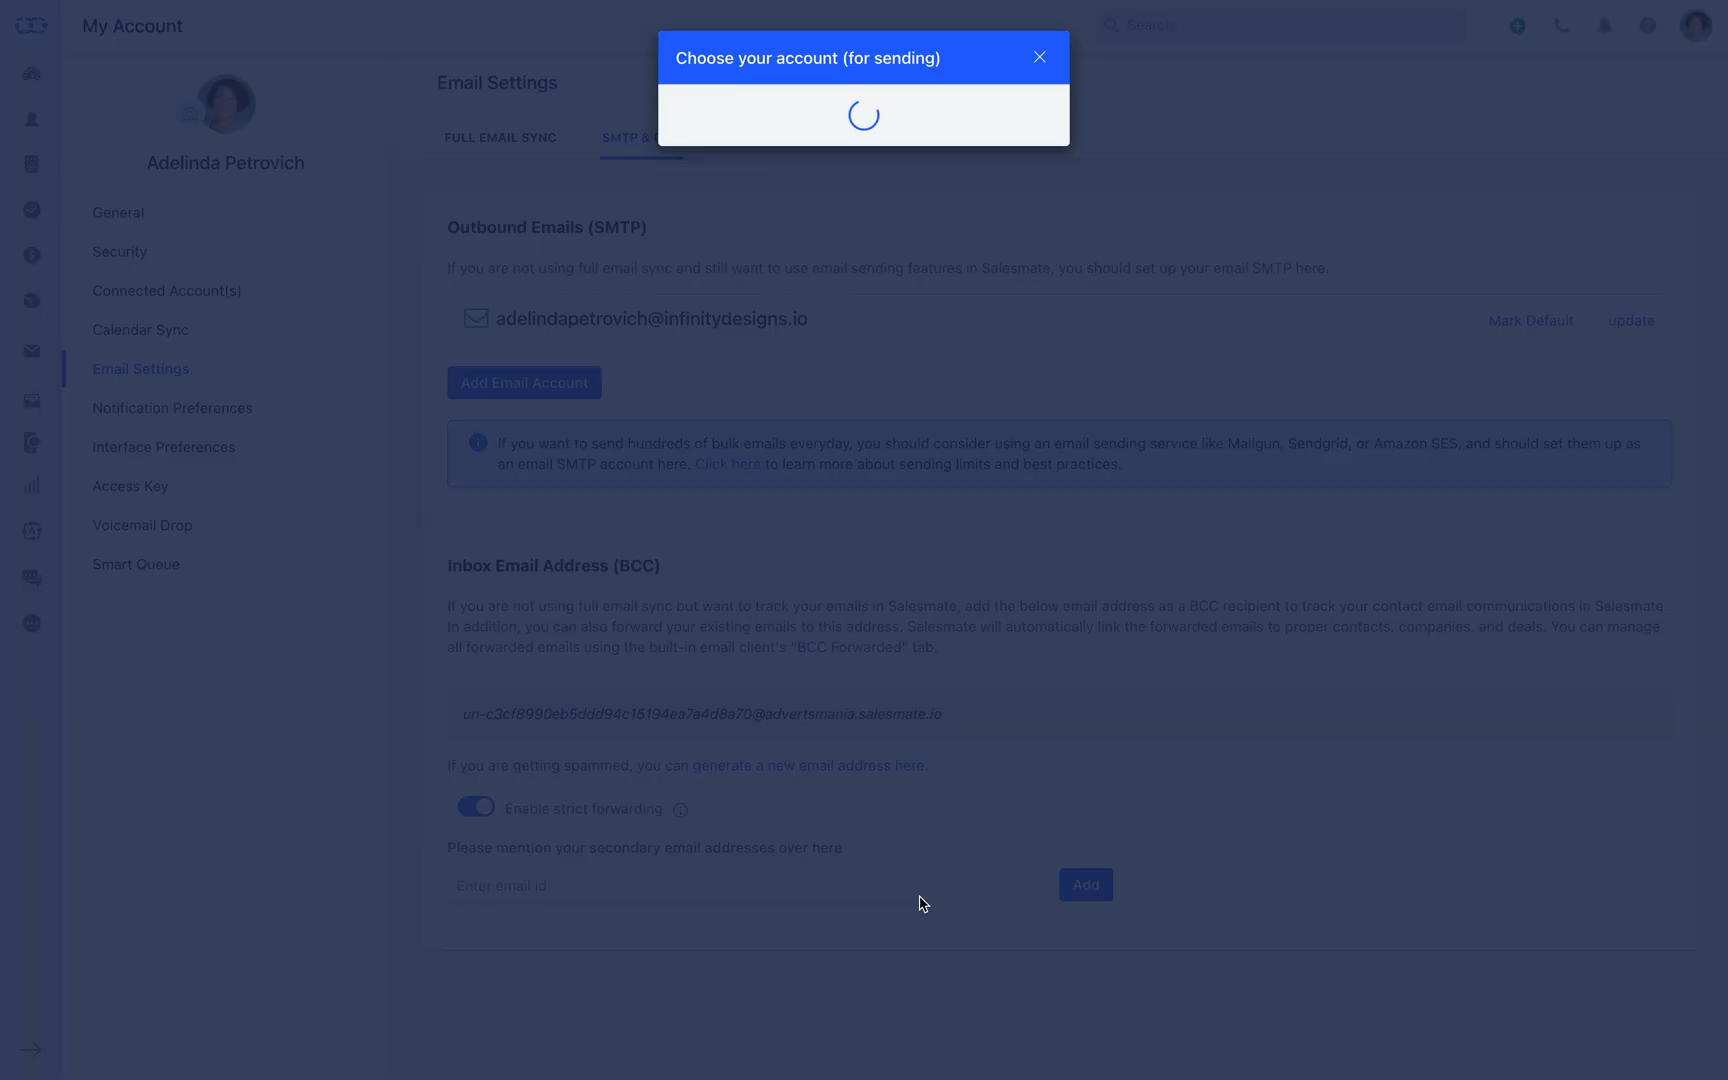 My Account
Search
Choose your account (for sending)
Adelinda Petrovich
General
Security
Connected Account(s)
Calendar Sync
Email Settings
Notification Preferences
Interface Preferences
Access Key
Voicemail Drop
Smart Queue
Email Settings
FULL EMAIL SYNC
SMTP &
Outbound Emails (SMTP)
If you are not using full email sync and still want to use email sending features in Salesmate, you should set up your email SMTP here.
adelindapetrovich@infinitydesigns.io
Mark Default
update
Add Email Account
If you want to send hundreds of bulk emails everyday, you should consider using an email sending service like Mailgun, Sendgrid, or Amazon SES, and should set them up as
an email SMTP account here. Click here to learn more about sending limits and best practices.
Inbox Email Address (BCC)
If you are not using full email sync but want to track your emails in Salesmate, add the below email address as a BCC recipient to track your contact email communications in Salesmate
In addition, you can also forward your existing emails to this address. Salesmate will automatically link the forwarded emails to proper contacts, companies, and deals. You can manage
all forwarded emails using the built-in email client's "BCC Forwarded" tab.
un-c3cf8990eb5ddd94c15194ea7a4d8a70@advertsmania.salesmate.io
If you are getting spammed, you can generate a new email address here.
Enable strict forwarding
Please mention your secondary email addresses over here
Enter email id
Add